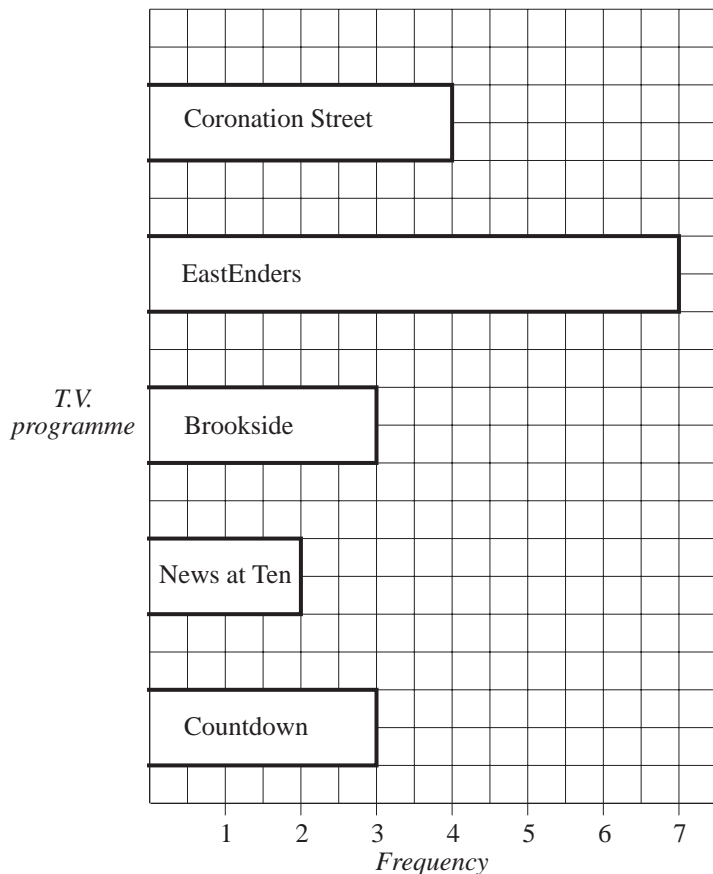 Coronation Street
EastEnders
T.V.
programme
Brookside
News at Ten
Countdown
1 2 3 4 5 6 7
Frequency